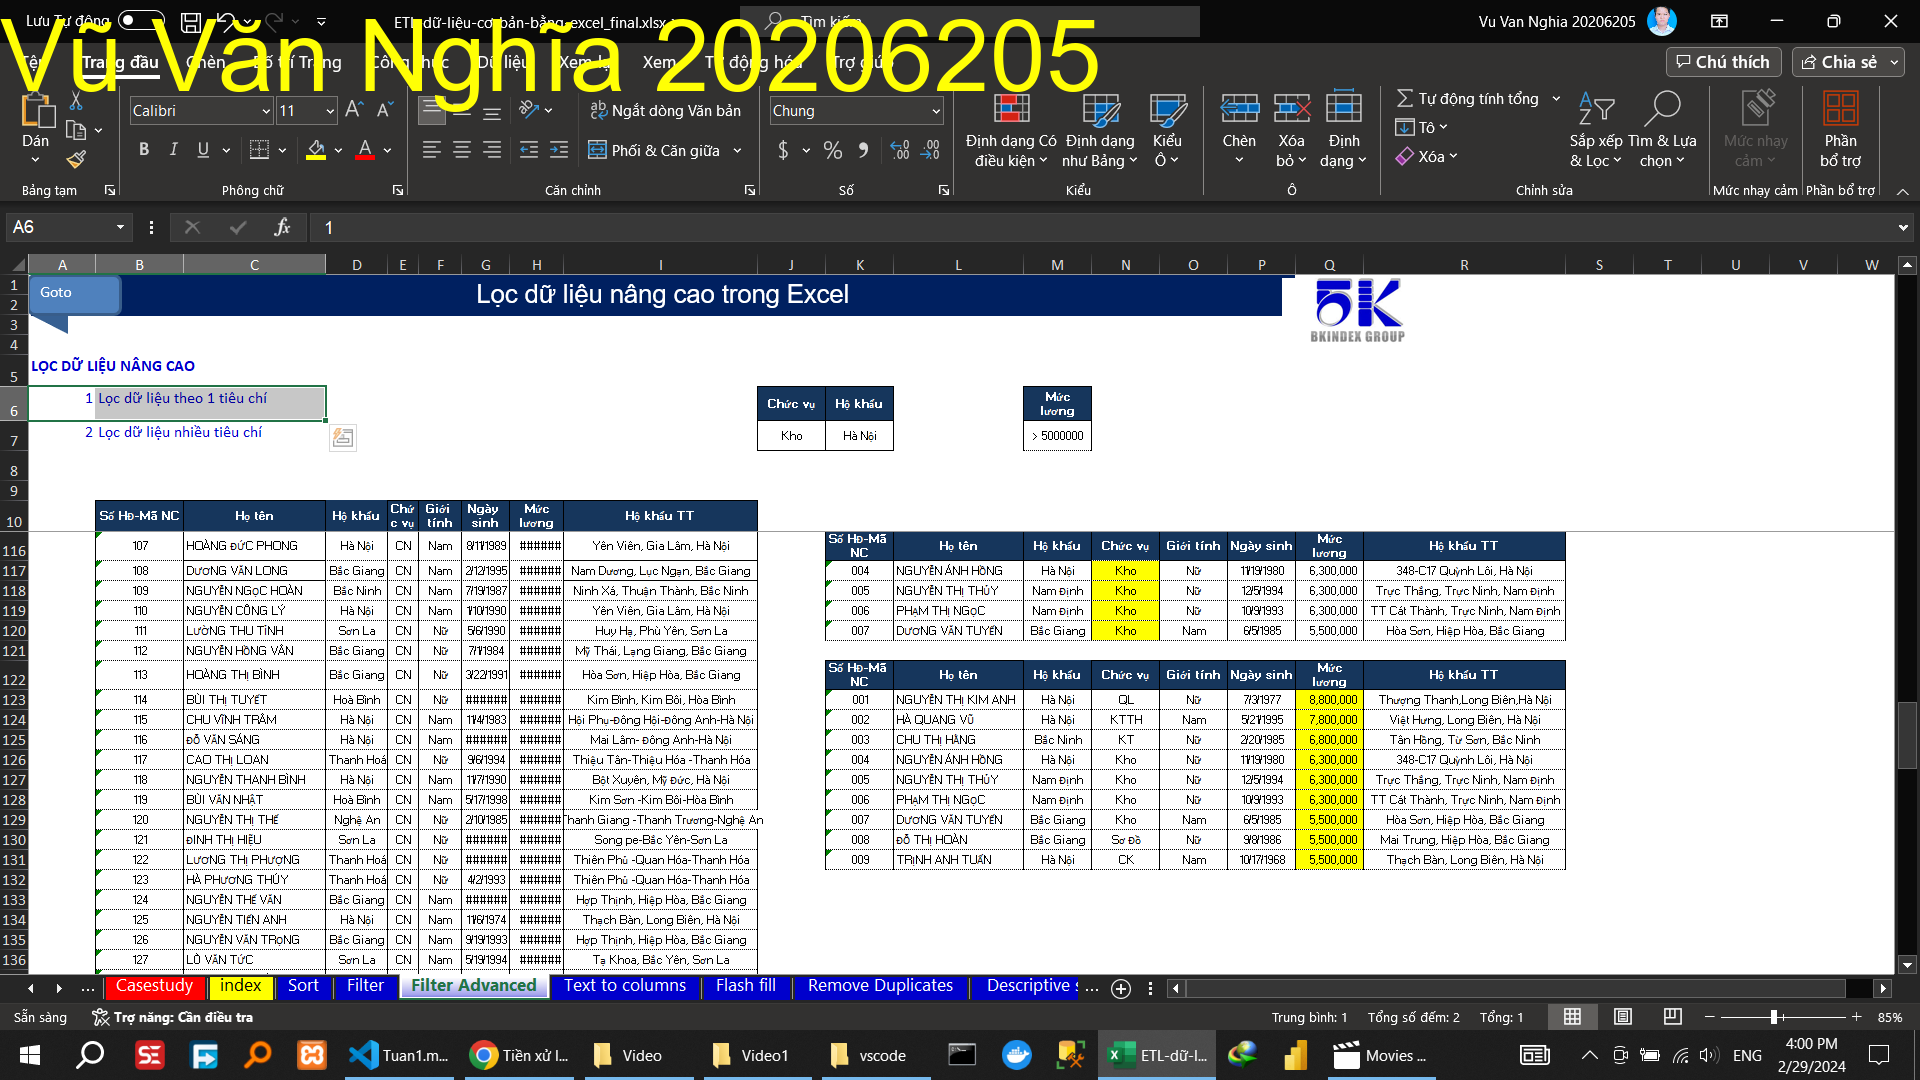 Vũ Văn Nghĩa 20206205
Lưu Tự động
ETL-dữ-liệu-cơ-bản-bằng-excel_final.xlsx
Tìm kiếm
Vu Van Nghia 20206205
Tệp Trang đầu Chèn Bố trí Trang Công thức Dữ liệu Xem lại Xem Tự động hóa Trợ giúp
Chú thích
Chia sẻ
Dán
Calibri 11
Ngắt dòng Văn bản
Phối & Căn giữa
Chung
Định dạng Có điều kiện
Định dạng như Bảng
Kiểu Ô
Chèn
Xóa bỏ
Định dạng
Tự động tính tổng
Tô
Xóa
Sắp xếp & Lọc
Tìm & Lựa chọn
Mức nhạy cảm
Phần bổ trợ
Bảng tạm Phông chữ Căn chỉnh Số Kiểu Ô Chỉnh sửa Mức nhạy cảm Phần bổ trợ
A6 fx 1
A B C D E F G H I J K L M N O P Q R S T U V W
1
2
3
4
5
6
7
8
9
10
Goto
Lọc dữ liệu nâng cao trong Excel
BKINDEX GROUP
LỌC DỮ LIỆU NÂNG CAO
1 Lọc dữ liệu theo 1 tiêu chí
2 Lọc dữ liệu nhiều tiêu chí
Chức vụ Hộ khẩu
Kho Hà Nội
Mức lương
> 5000000
Số HĐ-Mã NC Họ tên Hộ khẩu Chức vụ Giới tính Ngày sinh Mức lương Hộ khẩu TT
116 107 HOÀNG ĐỨC PHONG Hà Nội CN Nam 8/11/1989 ###### Yên Viên, Gia Lâm, Hà Nội
117 108 DƯƠNG VĂN LONG Bắc Giang CN Nam 2/12/1995 ###### Nam Dương, Lục Ngạn, Bắc Giang
118 109 NGUYỄN NGỌC HOÀN Bắc Ninh CN Nam 7/19/1987 ###### Ninh Xá, Thuận Thành, Bắc Ninh
119 110 NGUYỄN CÔNG LÝ Hà Nội CN Nam 1/10/1990 ###### Yên Viên, Gia Lâm, Hà Nội
120 111 LƯỜNG THU TÌNH Sơn La CN Nữ 5/6/1990 ###### Huy Hạ, Phù Yên, Sơn La
121 112 NGUYỄN HỒNG VÂN Bắc Giang CN Nữ 7/1/1984 ###### Mỹ Thái, Lạng Giang, Bắc Giang
122 113 HOÀNG THỊ BÌNH Bắc Giang CN Nữ 3/22/1991 ###### Hòa Sơn, Hiệp Hòa, Bắc Giang
123 114 BÙI THỊ TUYẾT Hoà Bình CN Nữ ####### ###### Kim Bình, Kim Bôi, Hòa Bình
124 115 CHU VĨNH TRÂM Hà Nội CN Nam 11/4/1983 ###### Hội Phụ-Đông Hội-Đông Anh-Hà Nội
125 116 ĐỖ VĂN SÁNG Hà Nội CN Nam ####### ###### Mai Lâm- Đông Anh-Hà Nội
126 117 CAO THỊ LOAN Thanh Hoá CN Nữ 9/6/1994 ###### Thiệu Tân-Thiệu Hóa -Thanh Hóa
127 118 NGUYỄN THANH BÌNH Hà Nội CN Nam 11/7/1990 ###### Bột Xuyên, Mỹ Đức, Hà Nội
128 119 BÙI VĂN NHẬT Hoà Bình CN Nam 5/17/1998 ###### Kim Sơn -Kim Bôi-Hòa Bình
129 120 NGUYỄN THỊ THẾ Nghệ An CN Nữ 2/10/1985 ###### Thanh Giang -Thanh Trương-Nghệ An
130 121 ĐINH THỊ HIỆU Sơn La CN Nữ ####### ###### Song pe-Bắc Yên-Sơn La
131 122 LƯƠNG THỊ PHƯỢNG Thanh Hoá CN Nữ ####### ###### Thiên Phủ -Quan Hóa-Thanh Hóa
132 123 HÀ PHƯƠNG THÚY Thanh Hoá CN Nữ 4/2/1993 ###### Thiên Phủ -Quan Hóa-Thanh Hóa
133 124 NGUYỄN THẾ VĂN Bắc Giang CN Nam ####### ###### Hợp Thịnh, Hiệp Hòa, Bắc Giang
134 125 NGUYỄN TIẾN ANH Hà Nội CN Nam 11/6/1974 ###### Thạch Bàn, Long Biên, Hà Nội
135 126 NGUYỄN VĂN TRỌNG Bắc Giang CN Nam 9/19/1993 ###### Hợp Thịnh, Hiệp Hòa, Bắc Giang
136 127 LÒ VĂN TỨC Sơn La CN Nam 5/19/1994 ###### Tạ Khoa, Bắc Yên, Sơn La
Số HĐ-Mã NC Họ tên Hộ khẩu Chức vụ Giới tính Ngày sinh Mức lương Hộ khẩu TT
004 NGUYỄN ÁNH HỒNG Hà Nội Kho Nữ 11/19/1980 6,300,000 348-C17 Quỳnh Lôi, Hà Nội
005 NGUYỄN THỊ THỦY Nam Định Kho Nữ 12/5/1994 6,300,000 Trực Thắng, Trực Ninh, Nam Định
006 PHẠM THỊ NGỌC Nam Định Kho Nữ 10/9/1993 6,300,000 TT Cát Thành, Trực Ninh, Nam Định
007 DƯƠNG VĂN TUYẾN Bắc Giang Kho Nam 6/5/1985 5,500,000 Hòa Sơn, Hiệp Hòa, Bắc Giang
Số HĐ-Mã NC Họ tên Hộ khẩu Chức vụ Giới tính Ngày sinh Mức lương Hộ khẩu TT
001 NGUYỄN THỊ KIM ANH Hà Nội QL Nữ 7/3/1977 8,800,000 Thượng Thanh,Long Biên,Hà Nội
002 HÀ QUANG VŨ Hà Nội KTTH Nam 5/21/1995 7,800,000 Việt Hưng, Long Biên, Hà Nội
003 CHU THỊ HẰNG Bắc Ninh KT Nữ 2/20/1985 6,800,000 Tân Hồng, Từ Sơn, Bắc Ninh
004 NGUYỄN ÁNH HỒNG Hà Nội Kho Nữ 11/19/1980 6,300,000 348-C17 Quỳnh Lôi, Hà Nội
005 NGUYỄN THỊ THỦY Nam Định Kho Nữ 12/5/1994 6,300,000 Trực Thắng, Trực Ninh, Nam Định
006 PHẠM THỊ NGỌC Nam Định Kho Nữ 10/9/1993 6,300,000 TT Cát Thành, Trực Ninh, Nam Định
007 DƯƠNG VĂN TUYẾN Bắc Giang Kho Nam 6/5/1985 5,500,000 Hòa Sơn, Hiệp Hòa, Bắc Giang
008 ĐỖ THỊ HOÀN Bắc Giang Sơ Đồ Nữ 9/8/1986 5,500,000 Mai Trung, Hiệp Hòa, Bắc Giang
009 TRỊNH ANH TUẤN Hà Nội CK Nam 10/17/1968 5,500,000 Thạch Bàn, Long Biên, Hà Nội
... Casestudy index Sort Filter Filter Advanced Text to columns Flash fill Remove Duplicates Descriptive s ...
Sẵn sàng Trợ năng: Cần điều tra Trung bình: 1 Tổng số đếm: 2 Tổng: 1 85%
Tuan1.m... Tiền xử l... Video Video1 vscode ETL-dữ-l... Movies ... ENG
4:00 PM
2/29/2024